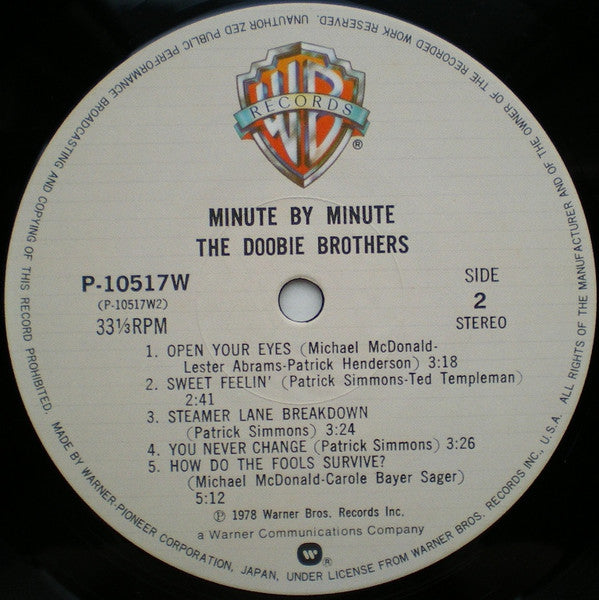 WB
RECORDS
®
MINUTE BY MINUTE
THE DOOBIE BROTHERS
P-10517W
(P-10517W2)
33⅓RPM
SIDE
2
STEREO
1. OPEN YOUR EYES (Michael McDonald-
Lester Abrams-Patrick Henderson) 3:18
2. SWEET FEELIN' (Patrick Simmons-Ted Templeman)
2:41
3. STEAMER LANE BREAKDOWN
(Patrick Simmons) 3:24
4. YOU NEVER CHANGE (Patrick Simmons) 3:26
5. HOW DO THE FOOLS SURVIVE?
(Michael McDonald-Carole Bayer Sager)
5:12
℗ 1978 Warner Bros. Records Inc.
a Warner Communications Company
W ®
MADE BY WARNER-PIONEER CORPORATION, JAPAN, UNDER LICENSE FROM WARNER BROS. RECORDS INC., U.S.A. ALL RIGHTS OF THE MANUFACTURER AND OF THE OWNER OF THE RECORDED WORK RESERVED. UNAUTHORIZED PUBLIC PERFORMANCE BROADCASTING AND COPYING OF THIS RECORD PROHIBITED.